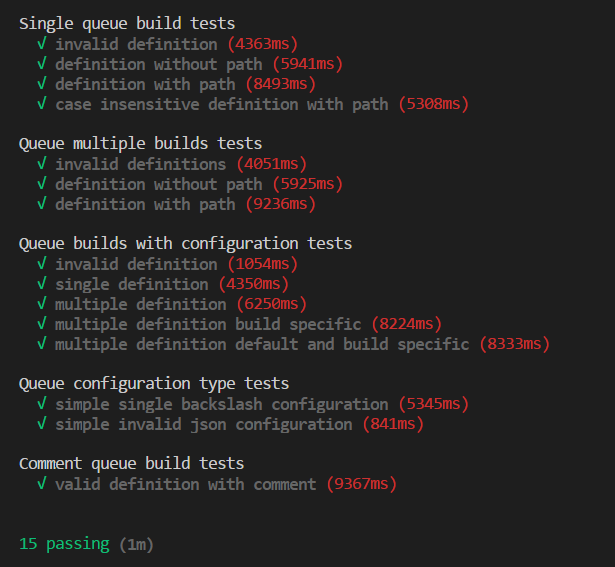 Single queue build tests
√ invalid definition (4363ms)
√ definition without path (5941ms)
√ definition with path (8493ms)
√ case insensitive definition with path (5308ms)
Queue multiple builds tests
√ invalid definitions (4051ms)
√ definition without path (5925ms)
√ definition with path (9236ms)
Queue builds with configuration tests
√ invalid definition (1054ms)
√ single definition (4350ms)
√ multiple definition (6250ms)
√ multiple definition build specific (8224ms)
√ multiple definition default and build specific (8333ms)
Queue configuration type tests
√ simple single backslash configuration (5345ms)
√ simple invalid json configuration (841ms)
Comment queue build tests
√ valid definition with comment (9367ms)
15 passing (1m)